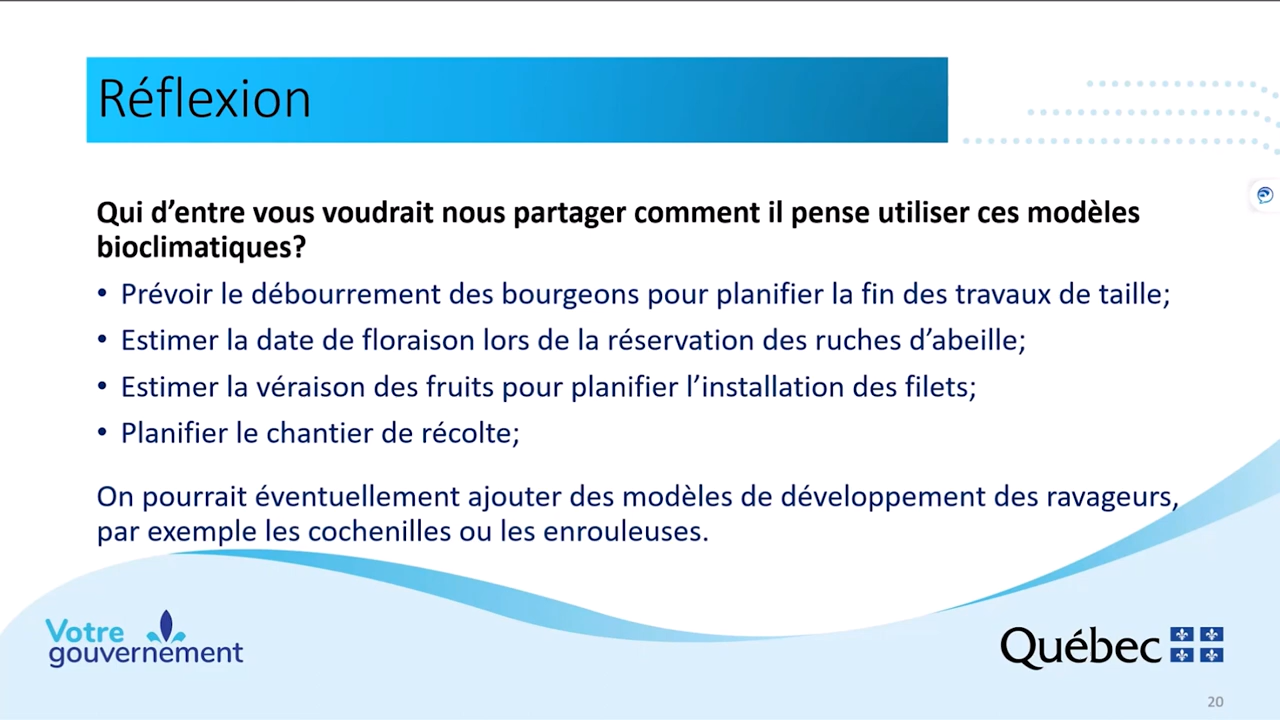 Réflexion
Qui d’entre vous voudrait nous partager comment il pense utiliser ces modèles
bioclimatiques?
• Prévoir le débourrement des bourgeons pour planifier la fin des travaux de taille;
• Estimer la date de floraison lors de la réservation des ruches d’abeille;
• Estimer la véraison des fruits pour planifier l’installation des filets;
• Planifier le chantier de récolte;
On pourrait éventuellement ajouter des modèles de développement des ravageurs,
par exemple les cochenilles ou les enrouleuses.
Votre
gouvernement
Québec
20